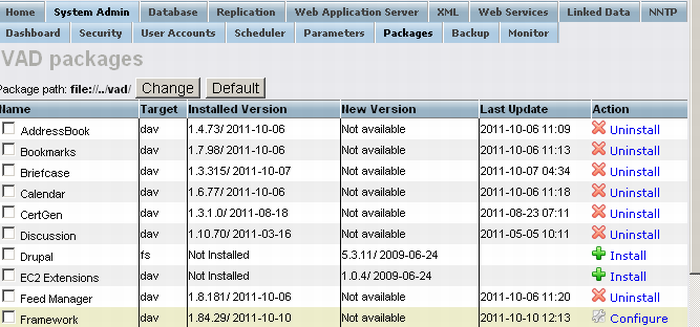 Home System Admin Database Replication Web Application Server XML Web Services Linked Data NNTP
Dashboard Security User Accounts Scheduler Parameters Packages Backup Monitor
VAD packages
Package path: file://../vad/ Change Default
Name Target Installed Version New Version Last Update Action
AddressBook dav 1.4.73/ 2011-10-06 Not available 2011-10-06 11:09 Uninstall
Bookmarks dav 1.7.98/ 2011-10-06 Not available 2011-10-06 11:13 Uninstall
Briefcase dav 1.3.315/ 2011-10-07 Not available 2011-10-07 04:34 Uninstall
Calendar dav 1.6.77/ 2011-10-06 Not available 2011-10-06 11:18 Uninstall
CertGen dav 1.3.1.0/ 2011-08-18 Not available 2011-08-23 07:11 Uninstall
Discussion dav 1.10.70/ 2011-03-16 Not available 2011-05-05 10:11 Uninstall
Drupal fs Not Installed 5.3.11/ 2009-06-24 Install
EC2 Extensions dav Not Installed 1.0.4/ 2009-06-24 Install
Feed Manager dav 1.8.181/ 2011-10-06 Not available 2011-10-06 11:20 Uninstall
Framework dav 1.84.29/ 2011-10-10 Not available 2011-10-10 12:13 Configure